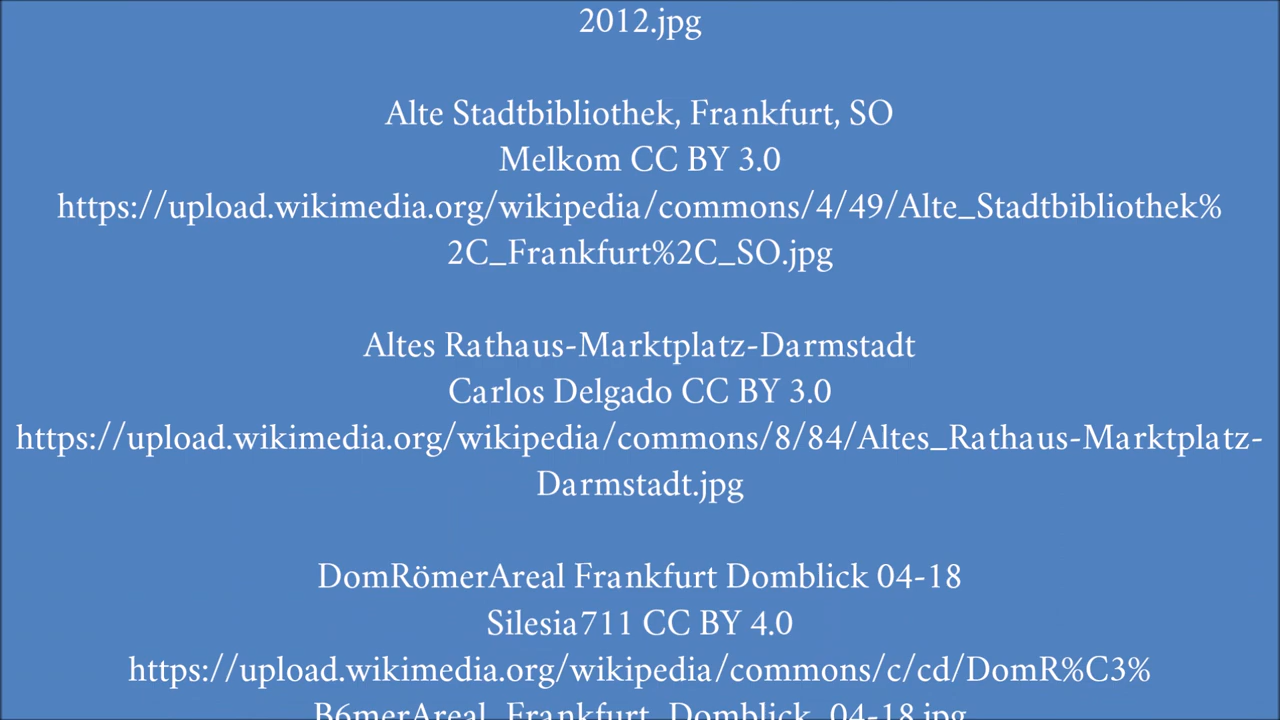 2012.jpg
Alte Stadtbibliothek, Frankfurt, SO
Melkom CC BY 3.0
https://upload.wikimedia.org/wikipedia/commons/4/49/Alte_Stadtbibliothek%
2C_Frankfurt%2C_SO.jpg
Altes Rathaus-Marktplatz-Darmstadt
Carlos Delgado CC BY 3.0
https://upload.wikimedia.org/wikipedia/commons/8/84/Altes_Rathaus-Marktplatz-
Darmstadt.jpg
DomRömerAreal Frankfurt Domblick 04-18
Silesia711 CC BY 4.0
https://upload.wikimedia.org/wikipedia/commons/c/cd/DomR%C3%
B6merAreal_Frankfurt_Domblick_04-18.jpg